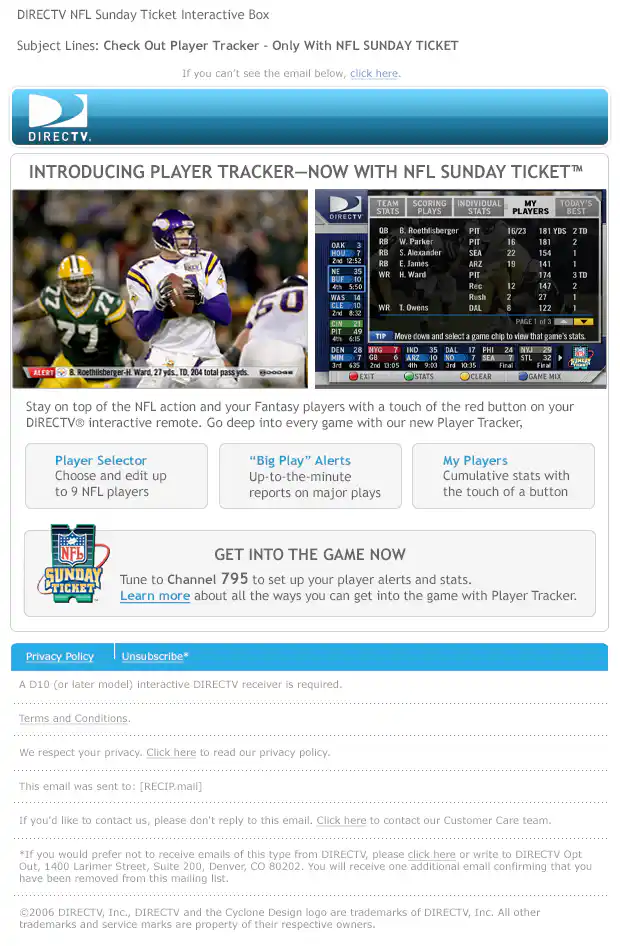 DIRECTV NFL Sunday Ticket Interactive Box
Subject Lines: Check Out Player Tracker – Only With NFL SUNDAY TICKET
If you can't see the email below, click here.
DIRECTV.
INTRODUCING PLAYER TRACKER—NOW WITH NFL SUNDAY TICKET™
77
4
60
ALERT B. Roethlisberger-H. Ward, 27 yds., TD, 204 total pass yds.
DIRECTV
TEAM STATS SCORING PLAYS INDIVIDUAL STATS MY PLAYERS TODAY'S BEST
QB B. Roethlisberger PIT 16/23 181 YDS 2 TD
RB W. Parker PIT 16 181 2
RB S. Alexander SEA 22 154 1
RB E. James ARZ 19 141 1
WR H. Ward PIT 174 3 TD
Rec 12 147 2
Rush 2 27 1
WR T. Owens DAL 8 122 1
PAGE 1 of 3
OAK 3
HOU 7
2nd 12:52
NE 35
BUF 10
4th 5:50
WAS 14
CLE 10
2nd 8:32
CIN 21
PIT 49
4th 6:15
TIP Move down and select a game chip to view that game's stats.
DEN 28 NYG 7 IND 35 DAL 17 PHI 24 NYJ 29
MIN 7 GB 6 ARZ 10 NO 7 SEA 6 STL 32
3rd 6:35 2nd 13:05 4th 9:03 3rd 10:35 Final Final
EXIT STATS CLEAR GAME MIX
Stay on top of the NFL action and your Fantasy players with a touch of the red button on your
DIRECTV® interactive remote. Go deep into every game with our new Player Tracker,
Player Selector
Choose and edit up
to 9 NFL players
“Big Play” Alerts
Up-to-the-minute
reports on major plays
My Players
Cumulative stats with
the touch of a button
NFL
SUNDAY
TICKET
GET INTO THE GAME NOW
Tune to Channel 795 to set up your player alerts and stats.
Learn more about all the ways you can get into the game with Player Tracker.
Privacy Policy Unsubscribe*
A D10 (or later model) interactive DIRECTV receiver is required.
Terms and Conditions.
We respect your privacy. Click here to read our privacy policy.
This email was sent to: [RECIP.mail]
If you'd like to contact us, please don't reply to this email. Click here to contact our Customer Care team.
*If you would prefer not to receive emails of this type from DIRECTV, please click here or write to DIRECTV Opt
Out, 1400 Larimer Street, Suite 200, Denver, CO 80202. You will receive one additional email confirming that you
have been removed from this mailing list.
©2006 DIRECTV, Inc., DIRECTV and the Cyclone Design logo are trademarks of DIRECTV, Inc. All other
trademarks and service marks are property of their respective owners.